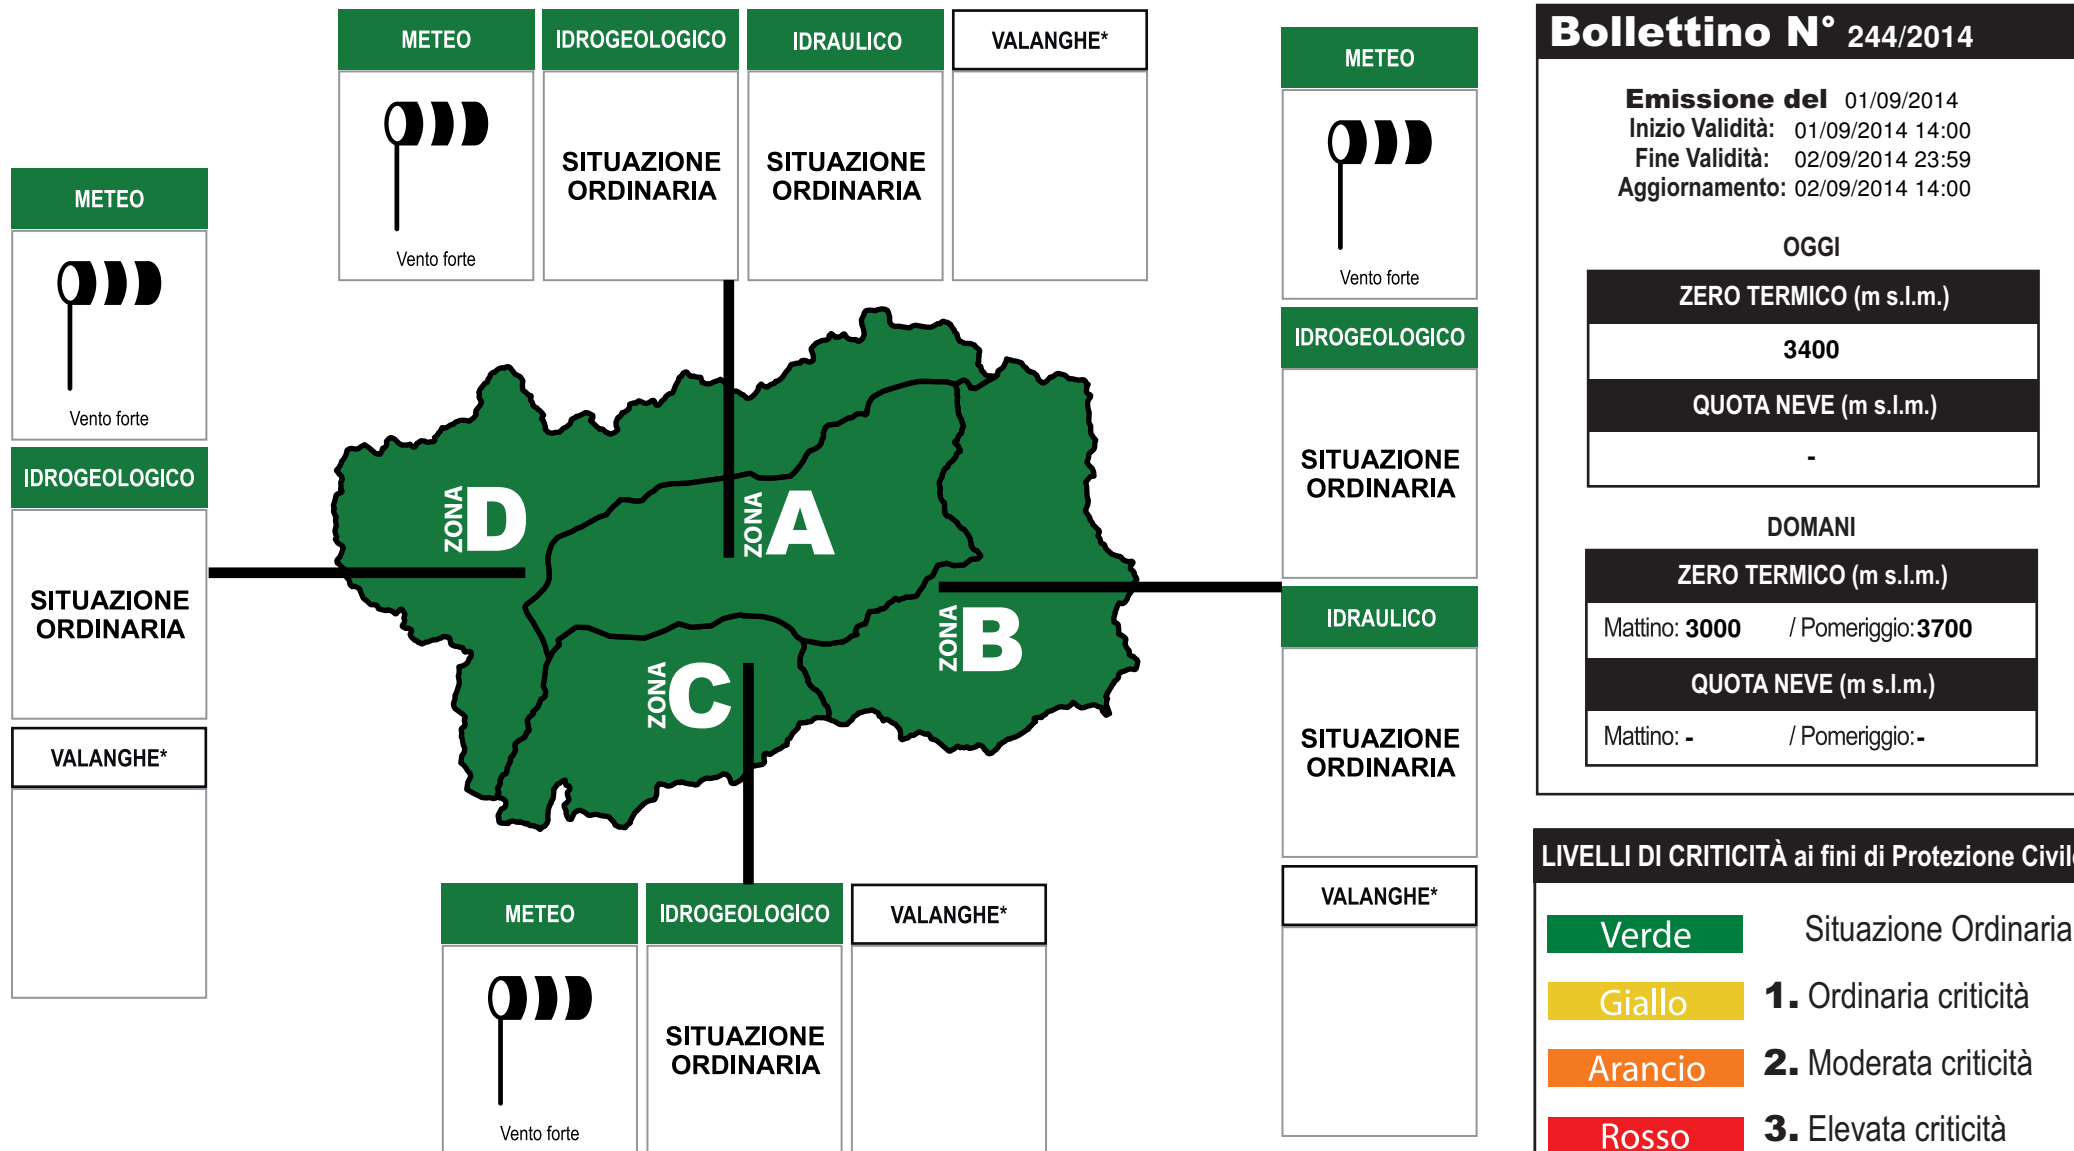 METEO
IDROGEOLOGICO
IDRAULICO
VALANGHE*
Vento forte
SITUAZIONE
ORDINARIA
SITUAZIONE
ORDINARIA
METEO
Vento forte
IDROGEOLOGICO
SITUAZIONE
ORDINARIA
VALANGHE*
METEO
Vento forte
IDROGEOLOGICO
SITUAZIONE
ORDINARIA
IDRAULICO
SITUAZIONE
ORDINARIA
VALANGHE*
ZONA D
ZONA A
ZONA B
ZONA C
METEO
IDROGEOLOGICO
VALANGHE*
Vento forte
SITUAZIONE
ORDINARIA
Bollettino N° 244/2014
Emissione del 01/09/2014
Inizio Validità: 01/09/2014 14:00
Fine Validità: 02/09/2014 23:59
Aggiornamento: 02/09/2014 14:00
OGGI
ZERO TERMICO (m s.l.m.)
3400
QUOTA NEVE (m s.l.m.)
-
DOMANI
ZERO TERMICO (m s.l.m.)
Mattino: 3000 / Pomeriggio: 3700
QUOTA NEVE (m s.l.m.)
Mattino: - / Pomeriggio: -
LIVELLI DI CRITICITÀ ai fini di Protezione Civile
Verde Situazione Ordinaria
Giallo 1. Ordinaria criticità
Arancio 2. Moderata criticità
Rosso 3. Elevata criticità